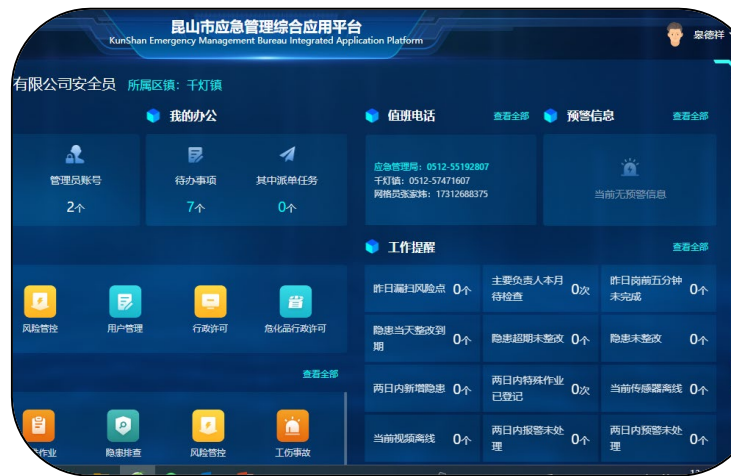 昆山市应急管理综合应用平台
KunShan Emergency Management Bureau Integrated Application Platform
皋德祥
有限公司安全员 所属区镇：千灯镇
我的办公
管理员账号
2个
待办事项
7个
其中派单任务
0个
值班电话 查看全部
应急管理局：0512-55192807
千灯镇：0512-57471607
网格员张家炜：17312688375
预警信息 查看全部
当前无预警信息
工作提醒 查看全部
昨日漏扫风险点 0个
主要负责人本月
待检查 0次
昨日岗前五分钟
未完成 0个
隐患当天整改到
期 0个
隐患超期未整改 0个
隐患未整改 0个
两日内新增隐患 0个
两日内特殊作业
已登记 0次
当前传感器离线 0个
当前视频离线 0个
两日内报警未处
理 0个
两日内预警未处
理 0个
风险管控
用户管理
行政许可
危化品行政许可
查看全部
作业
隐患排查
风险管控
工伤事故